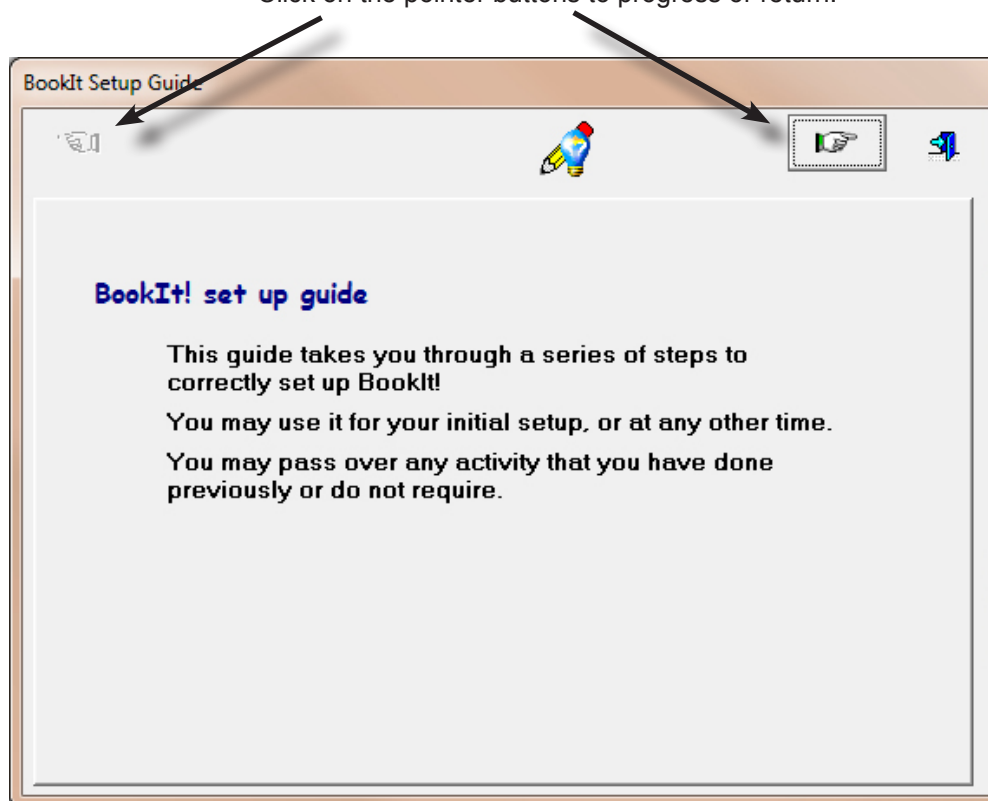 Click on the pointer buttons to progress or return.
BookIt Setup Guide
BookIt! set up guide
This guide takes you through a series of steps to
correctly set up BookIt!
You may use it for your initial setup, or at any other time.
You may pass over any activity that you have done
previously or do not require.